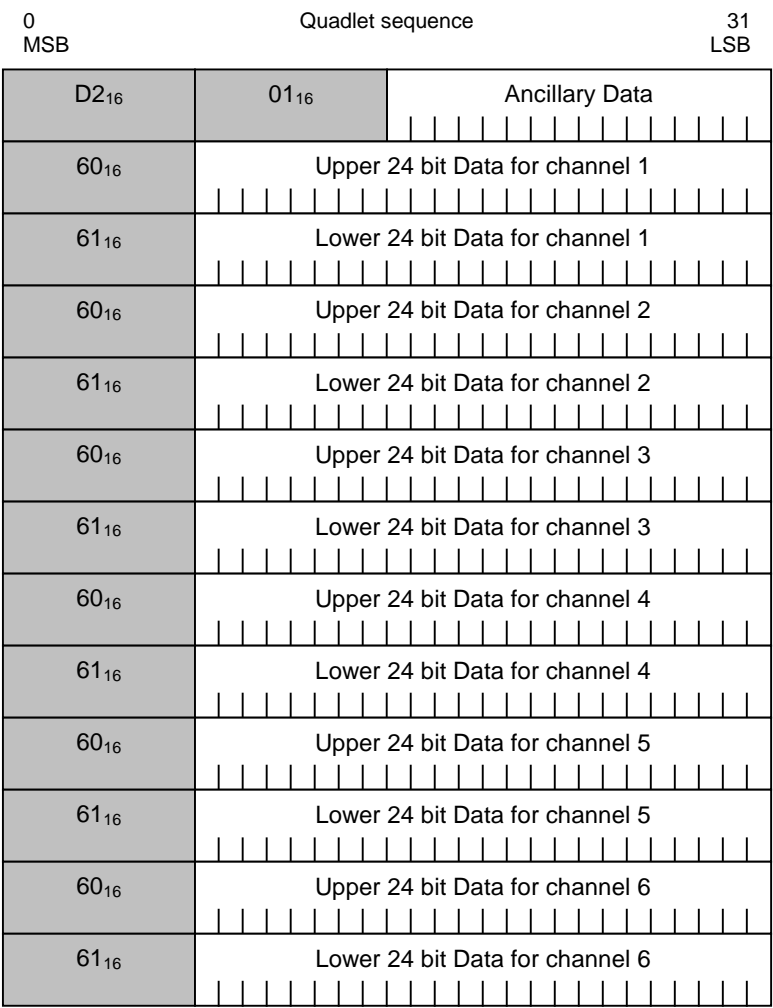 0 Quadlet sequence 31
MSB LSB
D2₁₆ 01₁₆ Ancillary Data
60₁₆ Upper 24 bit Data for channel 1
61₁₆ Lower 24 bit Data for channel 1
60₁₆ Upper 24 bit Data for channel 2
61₁₆ Lower 24 bit Data for channel 2
60₁₆ Upper 24 bit Data for channel 3
61₁₆ Lower 24 bit Data for channel 3
60₁₆ Upper 24 bit Data for channel 4
61₁₆ Lower 24 bit Data for channel 4
60₁₆ Upper 24 bit Data for channel 5
61₁₆ Lower 24 bit Data for channel 5
60₁₆ Upper 24 bit Data for channel 6
61₁₆ Lower 24 bit Data for channel 6